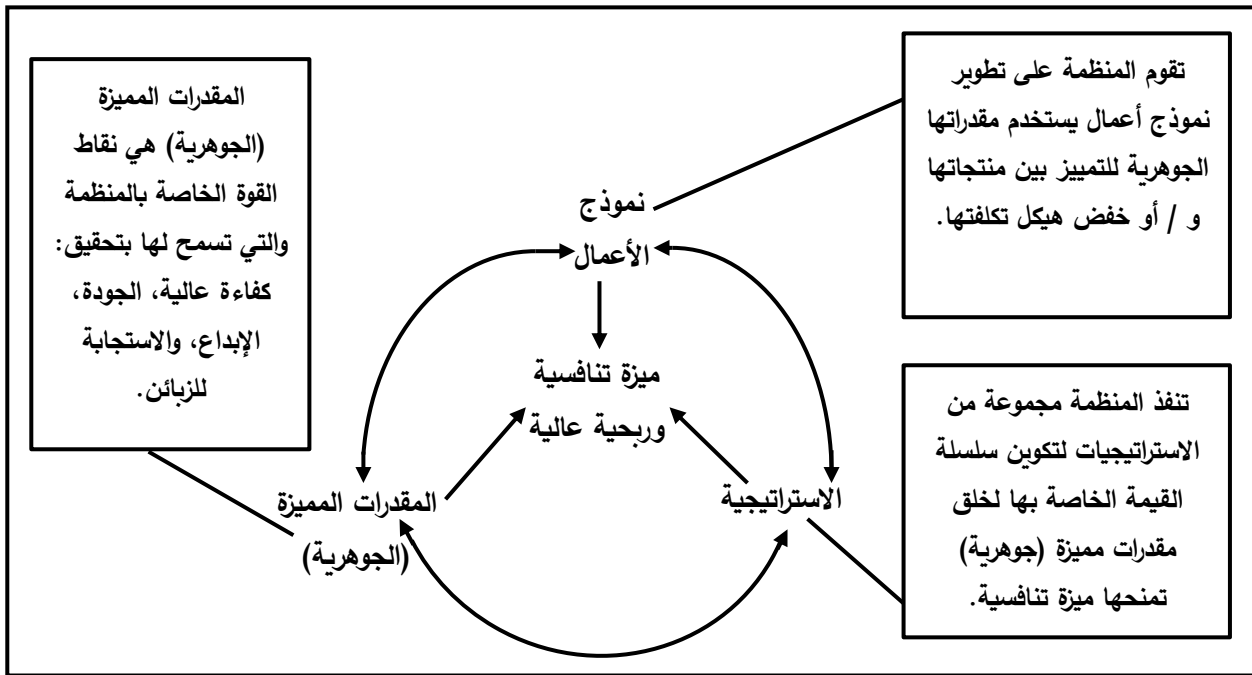 تقوم المنظمة على تطوير
نموذج أعمال يستخدم مقدراتها
الجوهرية للتمييز بين منتجاتها
و / أو خفض هيكل تكلفتها.
المقدرات المميزة
(الجوهرية) هي نقاط
القوة الخاصة بالمنظمة
والتي تسمح لها بتحقيق:
كفاءة عالية، الجودة،
الإبداع، والاستجابة
للزبائن.
نموذج
الأعمال
ميزة تنافسية
وربحية عالية
الاستراتيجية
المقدرات المميزة
(الجوهرية)
تنفذ المنظمة مجموعة من
الاستراتيجيات لتكوين سلسلة
القيمة الخاصة بها لخلق
مقدرات مميزة (جوهرية)
تمنحها ميزة تنافسية.